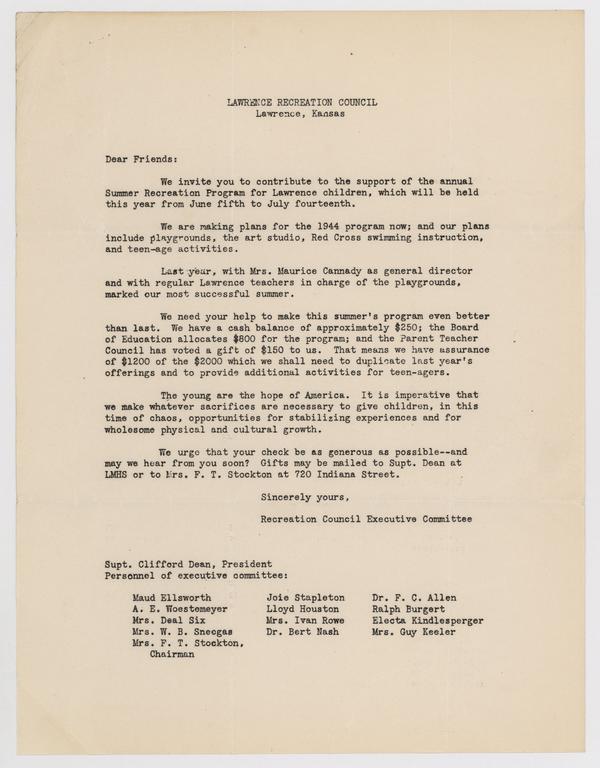 LAWRENCE RECREATION COUNCIL
Lawrence, Kansas
Dear Friends:
We invite you to contribute to the support of the annual
Summer Recreation Program for Lawrence children, which will be held
this year from June fifth to July fourteenth.
We are making plans for the 1944 program now; and our plans
include playgrounds, the art studio, Red Cross swimming instruction,
and teen-age activities.
Last year, with Mrs. Maurice Cannady as general director
and with regular Lawrence teachers in charge of the playgrounds,
marked our most successful summer.
We need your help to make this summer's program even better
than last. We have a cash balance of approximately $250; the Board
of Education allocates $800 for the program; and the Parent Teacher
Council has voted a gift of $150 to us. That means we have assurance
of $1200 of the $2000 which we shall need to duplicate last year's
offerings and to provide additional activities for teen-agers.
The young are the hope of America. It is imperative that
we make whatever sacrifices are necessary to give children, in this
time of chaos, opportunities for stabilizing experiences and for
wholesome physical and cultural growth.
We urge that your check be as generous as possible--and
may we hear from you soon? Gifts may be mailed to Supt. Dean at
LMHS or to Mrs. F. T. Stockton at 720 Indiana Street.
Sincerely yours,
Recreation Council Executive Committee
Supt. Clifford Dean, President
Personnel of executive committee:
Maud Ellsworth Joie Stapleton Dr. F. C. Allen
A. E. Woestemeyer Lloyd Houston Ralph Burgert
Mrs. Deal Six Mrs. Ivan Rowe Electa Kindlesperger
Mrs. W. B. Sneogas Dr. Bert Nash Mrs. Guy Keeler
Mrs. F. T. Stockton,
Chairman